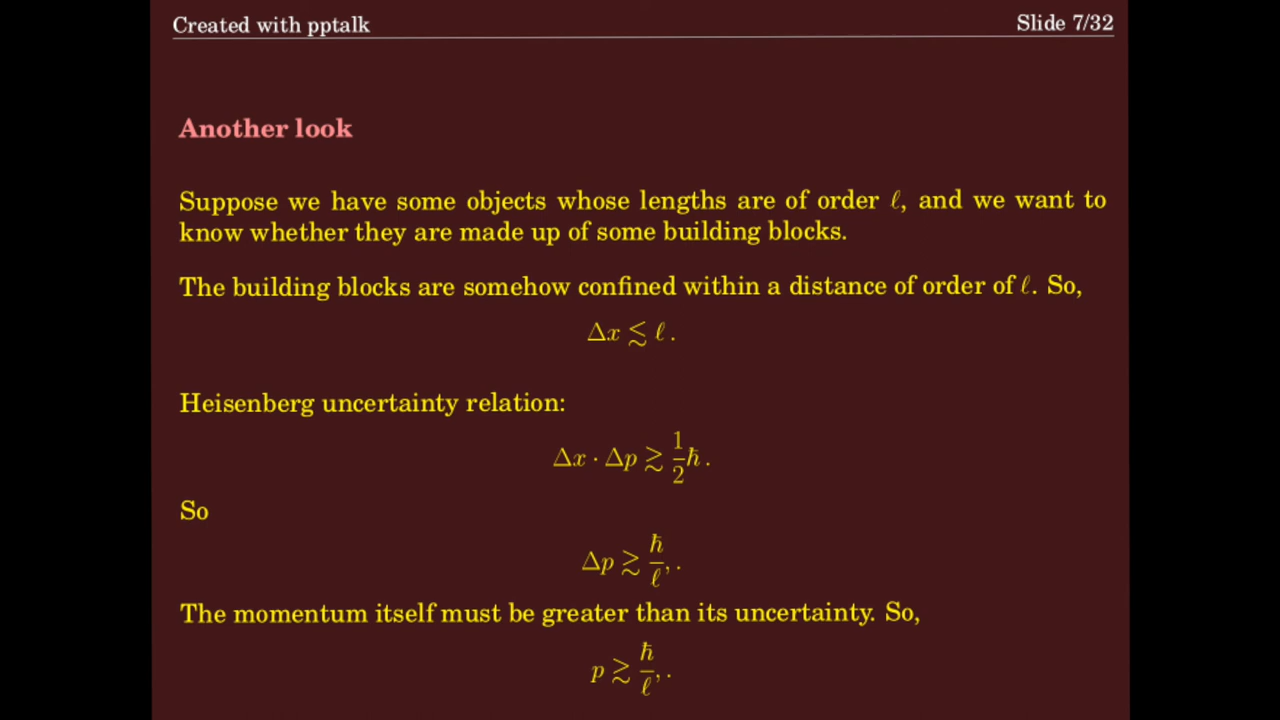 Created with pptalk
Slide 7/32
Another look
Suppose we have some objects whose lengths are of order ℓ, and we want to
know whether they are made up of some building blocks.
The building blocks are somehow confined within a distance of order of ℓ. So,
Δx ≲ ℓ .
Heisenberg uncertainty relation:
Δx · Δp ≳ \frac{1}{2}ħ .
So
Δp ≳ \frac{ħ}{ℓ}, .
The momentum itself must be greater than its uncertainty. So,
p ≳ \frac{ħ}{ℓ}, .